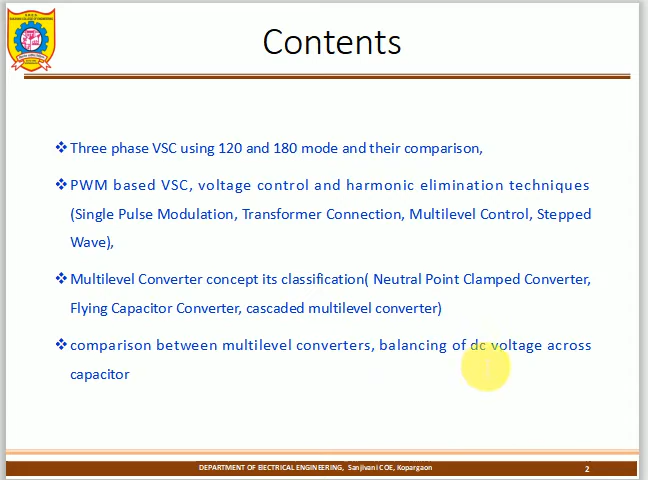 Contents
❖Three phase VSC using 120 and 180 mode and their comparison,
❖PWM based VSC, voltage control and harmonic elimination techniques
(Single Pulse Modulation, Transformer Connection, Multilevel Control, Stepped
Wave),
❖Multilevel Converter concept its classification( Neutral Point Clamped Converter,
Flying Capacitor Converter, cascaded multilevel converter)
❖comparison between multilevel converters, balancing of dc voltage across
capacitor
DEPARTMENT OF ELECTRICAL ENGINEERING, Sanjivani COE, Kopargaon
2